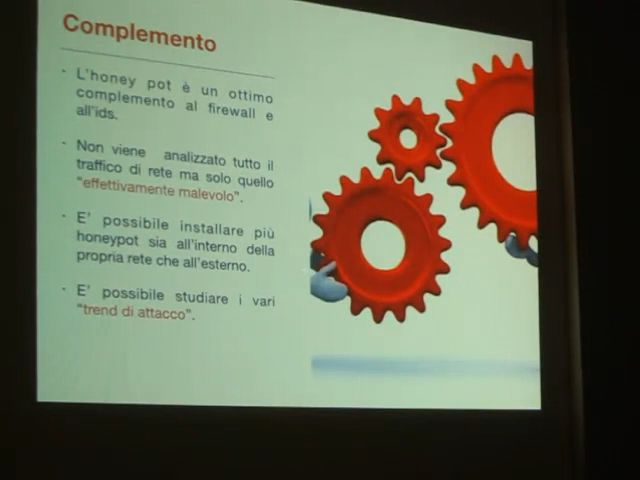 Complemento
- L'honey pot è un ottimo
complemento al firewall e
all'ids.
- Non viene analizzato tutto il
traffico di rete ma solo quello
"effettivamente malevolo".
- E' possibile installare più
honeypot sia all'interno della
propria rete che all'esterno.
- E' possibile studiare i vari
"trend di attacco".